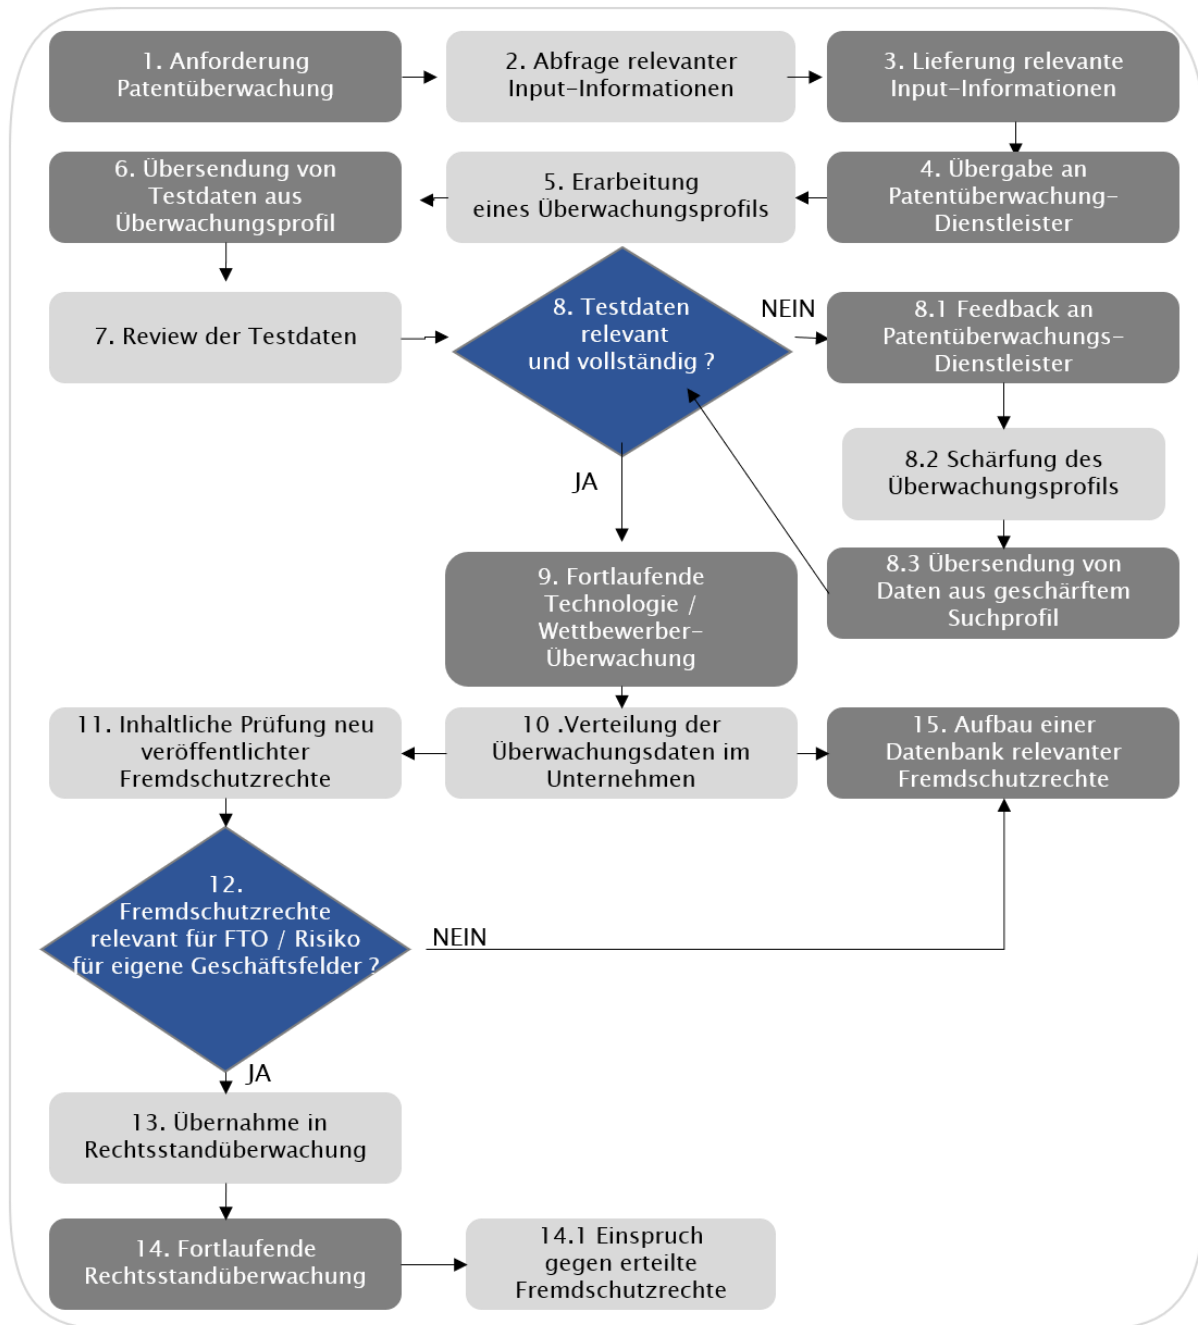 1. Anforderung
Patentüberwachung
2. Abfrage relevanter
Input-Informationen
3. Lieferung relevante
Input-Informationen
4. Übergabe an
Patentüberwachung-
Dienstleister
5. Erarbeitung
eines Überwachungsprofils
6. Übersendung von
Testdaten aus
Überwachungsprofil
7. Review der Testdaten
8. Testdaten
relevant
und vollständig ?
NEIN
8.1 Feedback an
Patentüberwachungs-
Dienstleister
8.2 Schärfung des
Überwachungsprofils
8.3 Übersendung von
Daten aus geschärftem
Suchprofil
JA
9. Fortlaufende
Technologie /
Wettbewerber-
Überwachung
10 .Verteilung der
Überwachungsdaten im
Unternehmen
11. Inhaltliche Prüfung neu
veröffentlichter
Fremdschutzrechte
15. Aufbau einer
Datenbank relevanter
Fremdschutzrechte
12.
Fremdschutzrechte
relevant für FTO / Risiko
für eigene Geschäftsfelder ?
NEIN
JA
13. Übernahme in
Rechtsstandüberwachung
14. Fortlaufende
Rechtsstandüberwachung
14.1 Einspruch
gegen erteilte
Fremdschutzrechte